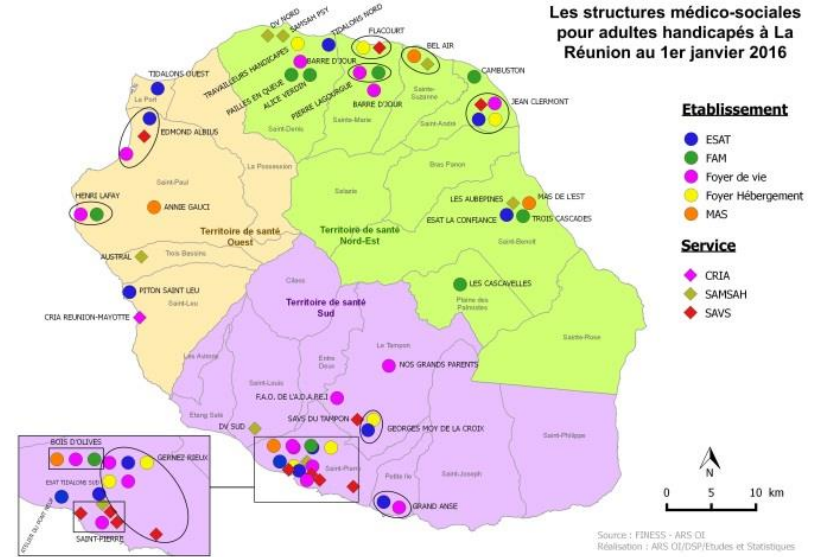 Les structures médico-sociales
pour adultes handicapés à La
Réunion au 1er janvier 2016
DV NORD
SAMSAH PSY
TIDALONS NORD
FLACOURT
BEL AIR
TRAVAILLEURS HANDICAPES
BARRE D'JOUR
PAILLES EN QUEUE
ALICE VERDIN
PIERRE LAGOURGUE
BARRE D'JOUR
CAMBUSTON
JEAN CLERMONT
TIDALONS OUEST
Le Port
EDMOND ALBIUS
Saint-Denis
Sainte-Marie
Sainte-
Suzanne
Saint-André
La Possession
Bras Panon
Saint-Paul
Salazie
HENRI LAFAY
ANNIE GAUCI
LES AUBEPINES
MAS DE L'EST
ESAT LA CONFIANCE
TROIS CASCADES
Territoire de santé
Ouest
Territoire de santé
Nord-Est
Saint-Benoit
AUSTRAL
Trois-Bassins
Cilaos
LES CASCAVELLES
PITON SAINT LEU
Saint-Leu
Territoire de santé
Sud
Plaine des
Palmistes
CRIA REUNION-MAYOTTE
Sainte-Rose
Le Tampon
Les Avirons
Entre
Deux
NOS GRANDS PARENTS
Saint-Louis
F.A.O. DE L'A.D.A.P.E.I
Etang Salé
SAVS DU TAMPON
DV SUD
GEORGES MOY DE LA CROIX
Saint-Philippe
BOIS D'OLIVES
GERNEZ RIEUX
Saint-Pierre
Petite Ile
Saint-Joseph
ESAT TIDALONS SUD
ATELIER DU PONT NEUF
GRAND ANSE
SAINT-PIERRE
Etablissement
ESAT
FAM
Foyer de vie
Foyer Hébergement
MAS
Service
CRIA
SAMSAH
SAVS
N
0 5 10 km
Source : FINESS - ARS OI
Réalisation : ARS OI/DSP/Etudes et Statistiques